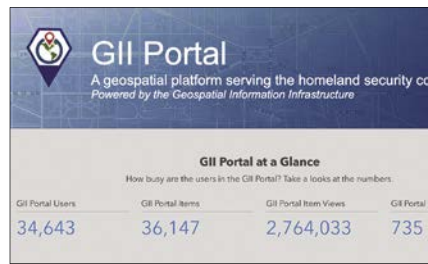 GII Portal
A geospatial platform serving the homeland security co
Powered by the Geospatial Information Infrastructure
GII Portal at a Glance
How busy are the users in the GII Portal? Take a looks at the numbers.
GII Portal Users GII Portal Items GII Portal Item Views GII Portal
34,643 36,147 2,764,033 735